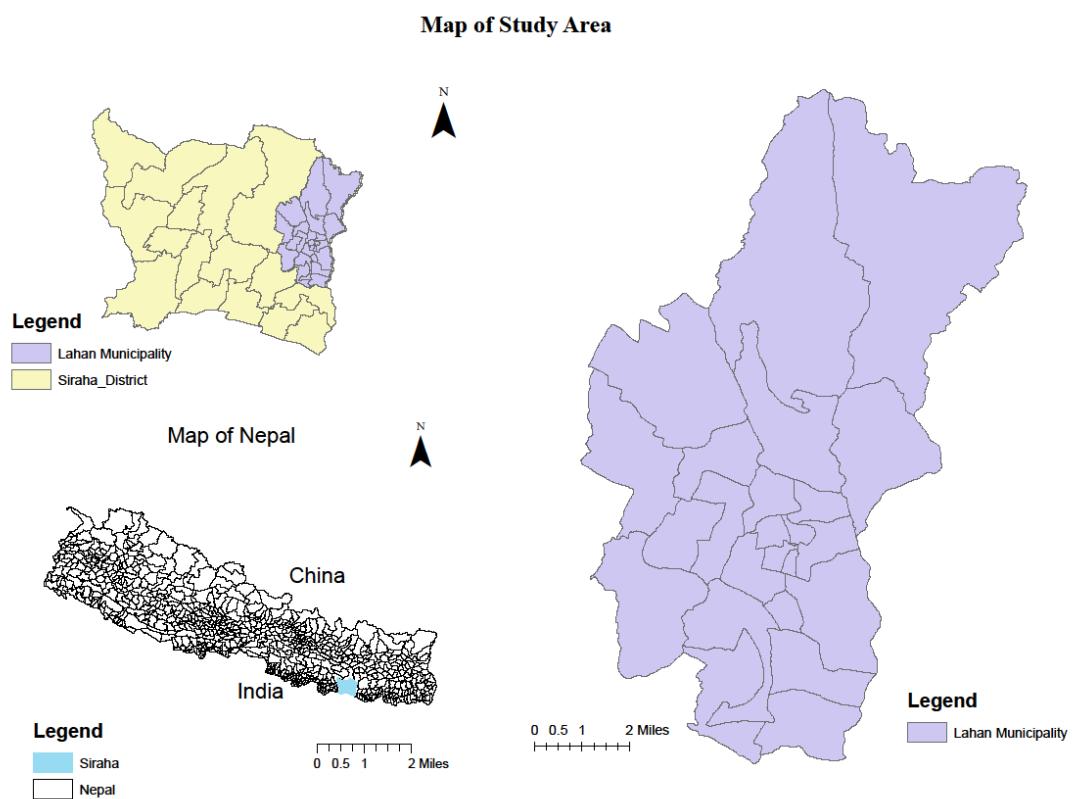 Map of Study Area
N
Legend
Lahan Municipality
Siraha_District
Map of Nepal
N
China
India
Legend
Siraha
Nepal
0 0.5 1 2 Miles
0 0.5 1 2 Miles
Legend
Lahan Municipality